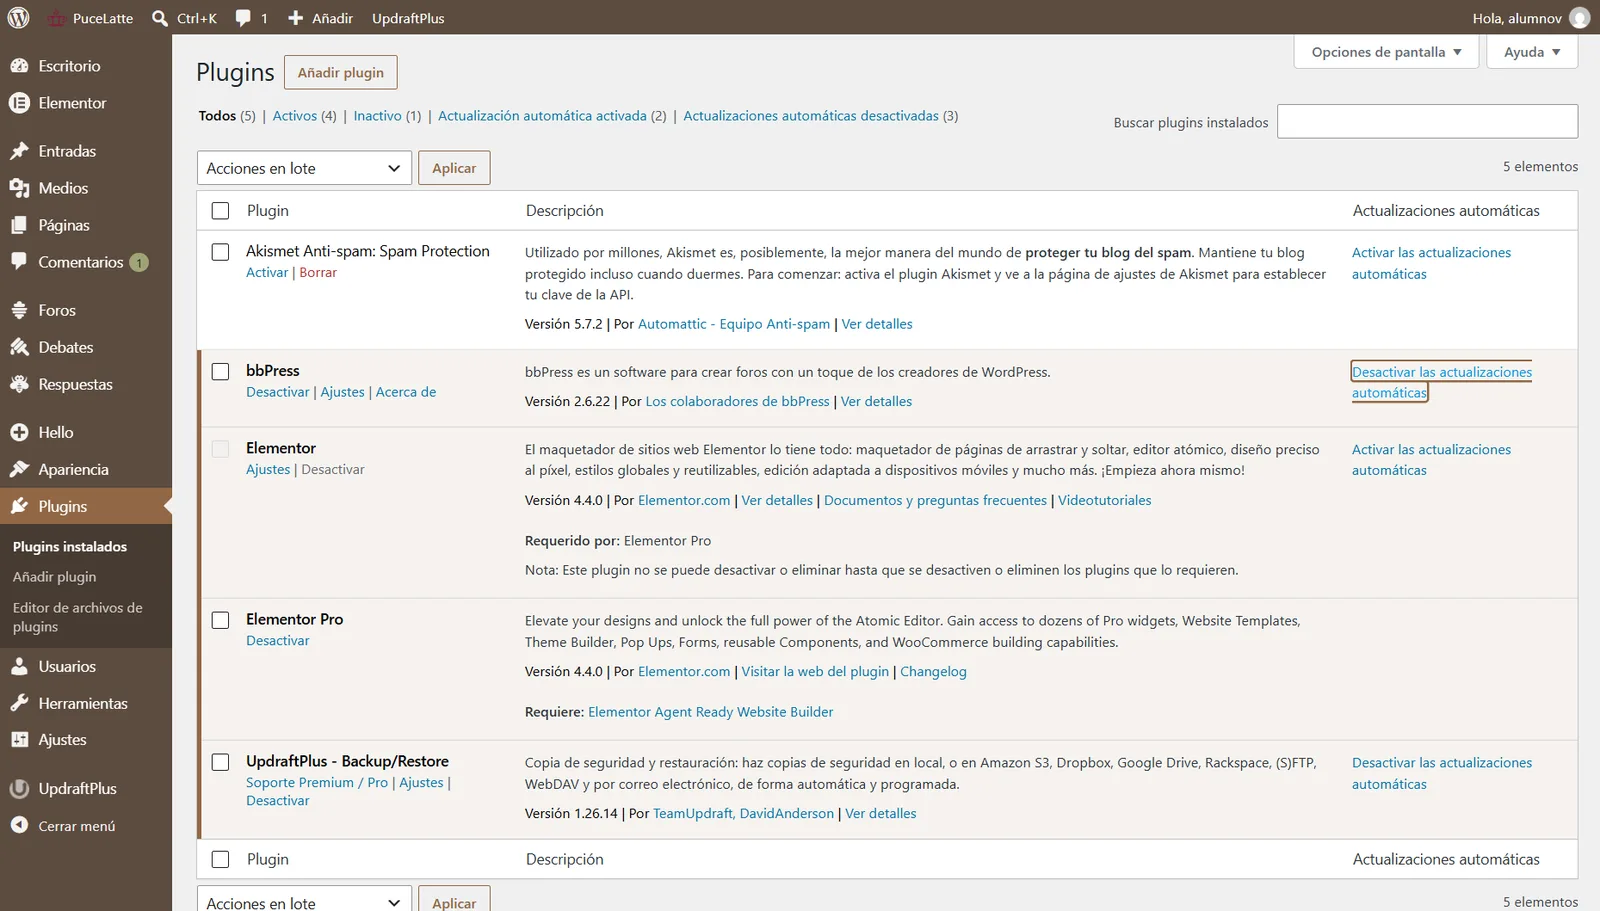 PuceLatte Ctrl+K 1 Añadir UpdraftPlus Hola, alumnov
Escritorio
Elementor
Entradas
Medios
Páginas
Comentarios 1
Foros
Debates
Respuestas
Hello
Apariencia
Plugins
Plugins instalados
Añadir plugin
Editor de archivos de
plugins
Usuarios
Herramientas
Ajustes
UpdraftPlus
Cerrar menú
Opciones de pantalla Ayuda
Plugins Añadir plugin
Todos (5) | Activos (4) | Inactivo (1) | Actualización automática activada (2) | Actualizaciones automáticas desactivadas (3)
Buscar plugins instalados
Acciones en lote Aplicar
5 elementos
Plugin Descripción Actualizaciones automáticas
Akismet Anti-spam: Spam Protection
Activar | Borrar
Utilizado por millones, Akismet es, posiblemente, la mejor manera del mundo de proteger tu blog del spam. Mantiene tu blog
protegido incluso cuando duermes. Para comenzar: activa el plugin Akismet y ve a la página de ajustes de Akismet para establecer
tu clave de la API.
Versión 5.7.2 | Por Automattic - Equipo Anti-spam | Ver detalles
Activar las actualizaciones
automáticas
bbPress
Desactivar | Ajustes | Acerca de
bbPress es un software para crear foros con un toque de los creadores de WordPress.
Versión 2.6.22 | Por Los colaboradores de bbPress | Ver detalles
Desactivar las actualizaciones
automáticas
Elementor
Ajustes | Desactivar
El maquetador de sitios web Elementor lo tiene todo: maquetador de páginas de arrastrar y soltar, editor atómico, diseño preciso
al píxel, estilos globales y reutilizables, edición adaptada a dispositivos móviles y mucho más. ¡Empieza ahora mismo!
Versión 4.4.0 | Por Elementor.com | Ver detalles | Documentos y preguntas frecuentes | Videotutoriales
Requerido por: Elementor Pro
Nota: Este plugin no se puede desactivar o eliminar hasta que se desactiven o eliminen los plugins que lo requieren.
Activar las actualizaciones
automáticas
Elementor Pro
Desactivar
Elevate your designs and unlock the full power of the Atomic Editor. Gain access to dozens of Pro widgets, Website Templates,
Theme Builder, Pop Ups, Forms, reusable Components, and WooCommerce building capabilities.
Versión 4.4.0 | Por Elementor.com | Visitar la web del plugin | Changelog
Requiere: Elementor Agent Ready Website Builder
UpdraftPlus - Backup/Restore
Soporte Premium / Pro | Ajustes |
Desactivar
Copia de seguridad y restauración: haz copias de seguridad en local, o en Amazon S3, Dropbox, Google Drive, Rackspace, (S)FTP,
WebDAV y por correo electrónico, de forma automática y programada.
Versión 1.26.14 | Por TeamUpdraft, DavidAnderson | Ver detalles
Desactivar las actualizaciones
automáticas
Plugin Descripción Actualizaciones automáticas
Acciones en lote Aplicar
5 elementos